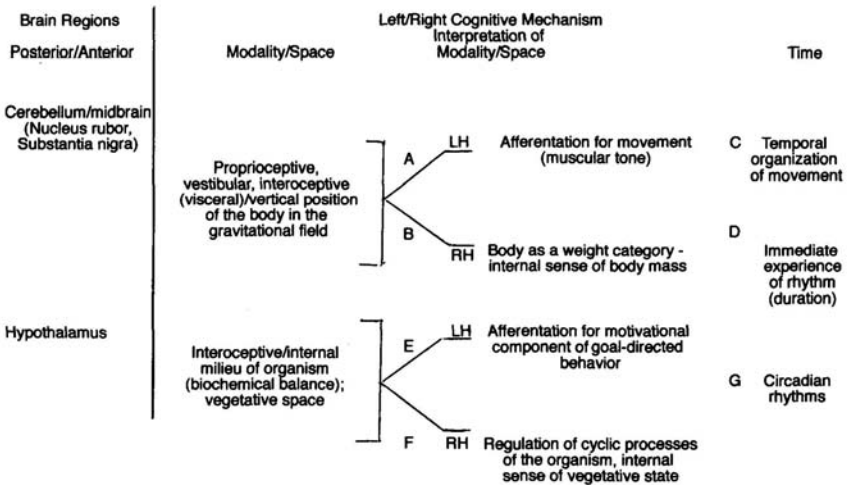 Brain Regions
Left/Right Cognitive Mechanism
Interpretation of
Posterior/Anterior
Modality/Space
Modality/Space
Time
Cerebellum/midbrain
(Nucleus rubor,
Substantia nigra)
Proprioceptive,
vestibular, interoceptive
(visceral)/vertical position
of the body in the
gravitational field
A
LH
Afferentation for movement
(muscular tone)
B
RH
Body as a weight category -
internal sense of body mass
C Temporal
organization
of movement
D
Immediate
experience
of rhythm
(duration)
Hypothalamus
Interoceptive/internal
milieu of organism
(biochemical balance);
vegetative space
E
LH
Afferentation for motivational
component of goal-directed
behavior
F
RH
Regulation of cyclic processes
of the organism, internal
sense of vegetative state
G Circadian
rhythms